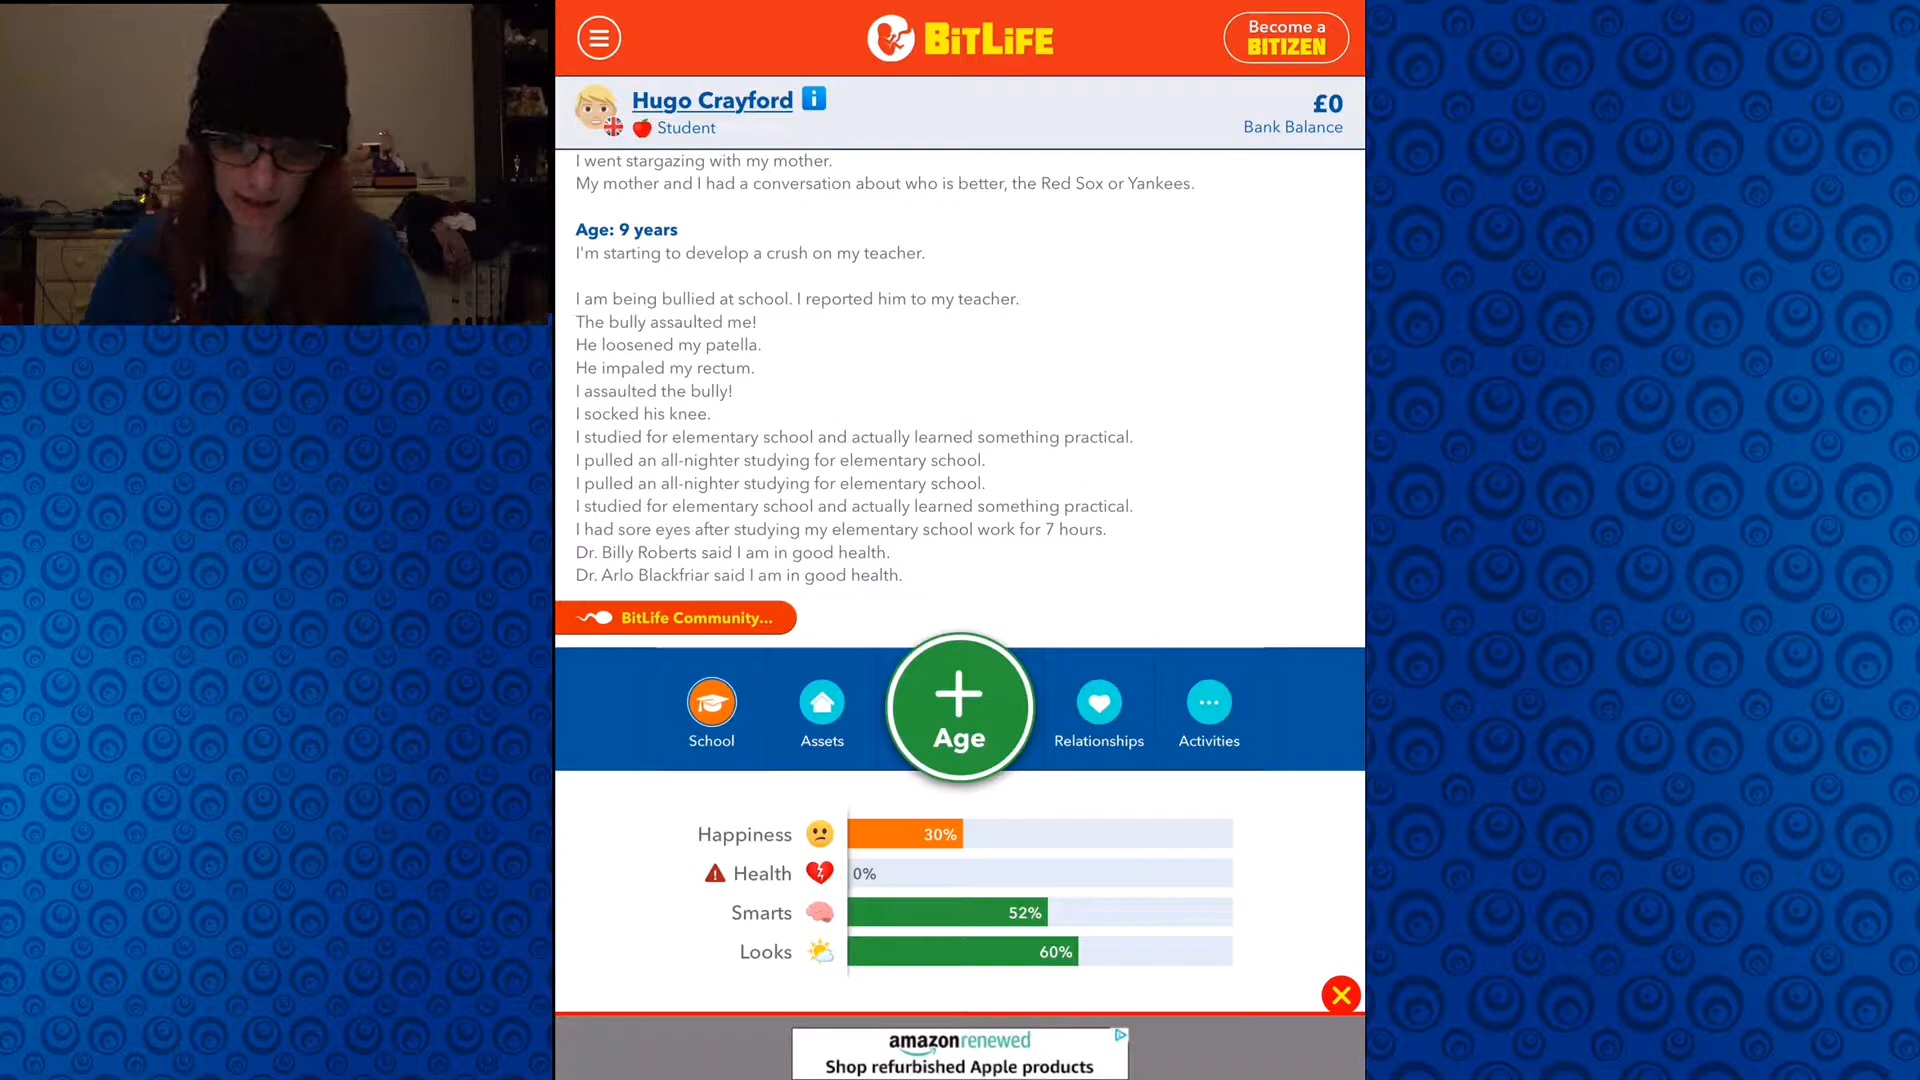 BiTLiFE
Become a
BITIZEN
Hugo Crayford
Student
£0
Bank Balance
I went stargazing with my mother.
My mother and I had a conversation about who is better, the Red Sox or Yankees.
Age: 9 years
I'm starting to develop a crush on my teacher.
I am being bullied at school. I reported him to my teacher.
The bully assaulted me!
He loosened my patella.
He impaled my rectum.
I assaulted the bully!
I socked his knee.
I studied for elementary school and actually learned something practical.
I pulled an all-nighter studying for elementary school.
I pulled an all-nighter studying for elementary school.
I studied for elementary school and actually learned something practical.
I had sore eyes after studying my elementary school work for 7 hours.
Dr. Billy Roberts said I am in good health.
Dr. Arlo Blackfriar said I am in good health.
BitLife Community...
School
Assets
Age
Relationships
Activities
Happiness 30%
Health 0%
Smarts 52%
Looks 60%
amazonrenewed
Shop refurbished Apple products